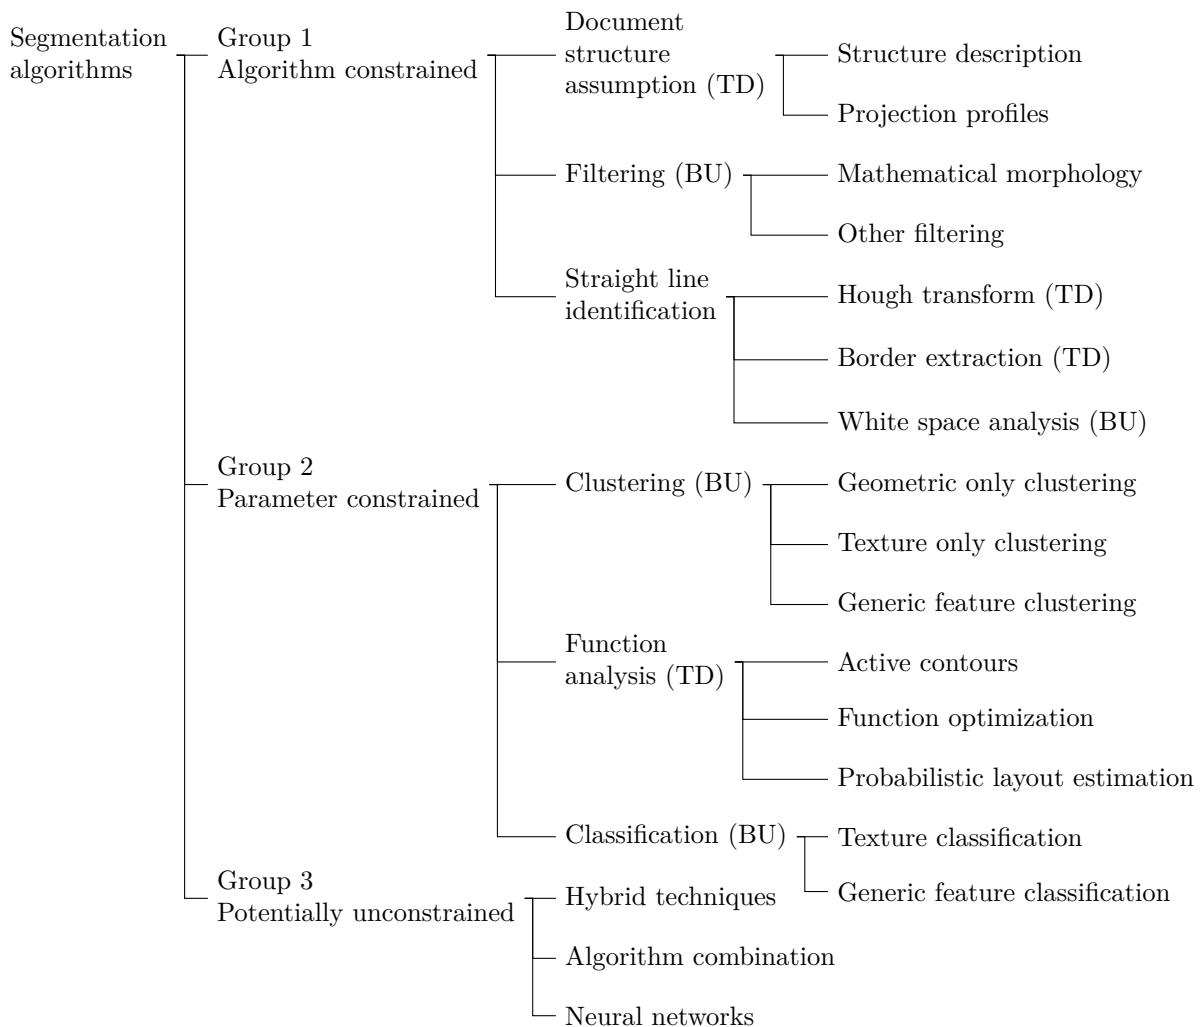 Segmentation
algorithms
Group 1
Algorithm constrained
Document
structure
assumption (TD)
Structure description
Projection profiles
Filtering (BU)
Mathematical morphology
Other filtering
Straight line
identification
Hough transform (TD)
Border extraction (TD)
White space analysis (BU)
Group 2
Parameter constrained
Clustering (BU)
Geometric only clustering
Texture only clustering
Generic feature clustering
Function
analysis (TD)
Active contours
Function optimization
Probabilistic layout estimation
Classification (BU)
Texture classification
Generic feature classification
Group 3
Potentially unconstrained
Hybrid techniques
Algorithm combination
Neural networks